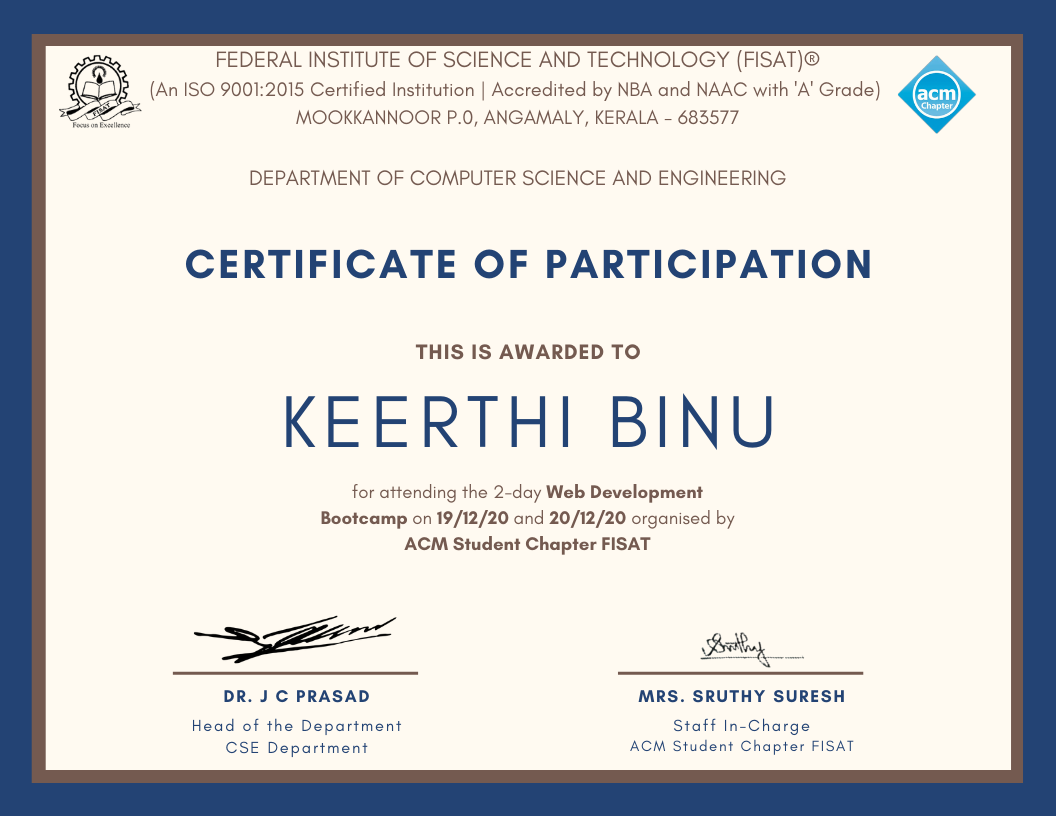 FEDERAL INSTITUTE OF SCIENCE AND TECHNOLOGY (FISAT)®
(An ISO 9001:2015 Certified Institution | Accredited by NBA and NAAC with 'A' Grade)
MOOKKANNOOR P.O, ANGAMALY, KERALA - 683577
FISAT
Focus on Excellence
acm
Chapter
DEPARTMENT OF COMPUTER SCIENCE AND ENGINEERING
CERTIFICATE OF PARTICIPATION
THIS IS AWARDED TO
KEERTHI BINU
for attending the 2-day Web Development
Bootcamp on 19/12/20 and 20/12/20 organised by
ACM Student Chapter FISAT
Sruthy
DR. J C PRASAD
Head of the Department
CSE Department
MRS. SRUTHY SURESH
Staff In-Charge
ACM Student Chapter FISAT